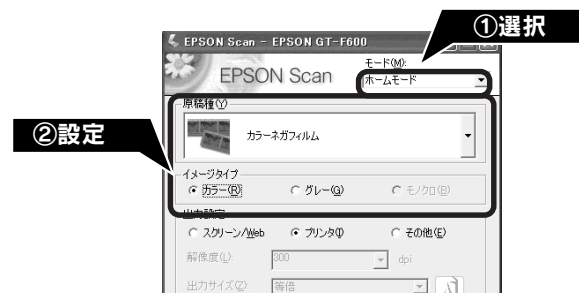 ①選択
EPSON Scan - EPSON GT-F600
EPSON Scan
モード(M):
ホームモード
原稿種(Y)
②設定
カラーネガフィルム
イメージタイプ
カラー(R) グレー(G) モノクロ(B)
出力設定
スクリーン/Web プリンタ(I) その他(E)
解像度(L): 300 dpi
出力サイズ(Z): 等倍